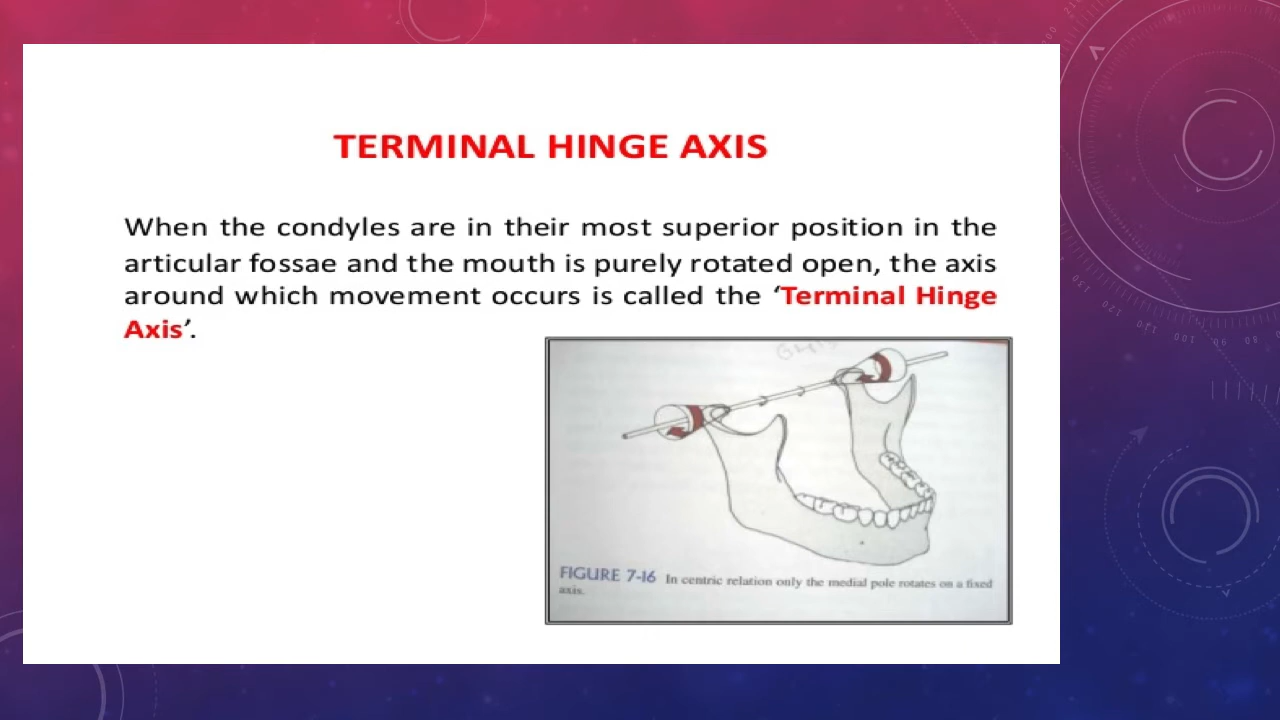 TERMINAL HINGE AXIS
When the condyles are in their most superior position in the
articular fossae and the mouth is purely rotated open, the axis
around which movement occurs is called the ‘Terminal Hinge
Axis’.
FIGURE 7-16 In centric relation only the medial pole rotates on a fixed
axis.